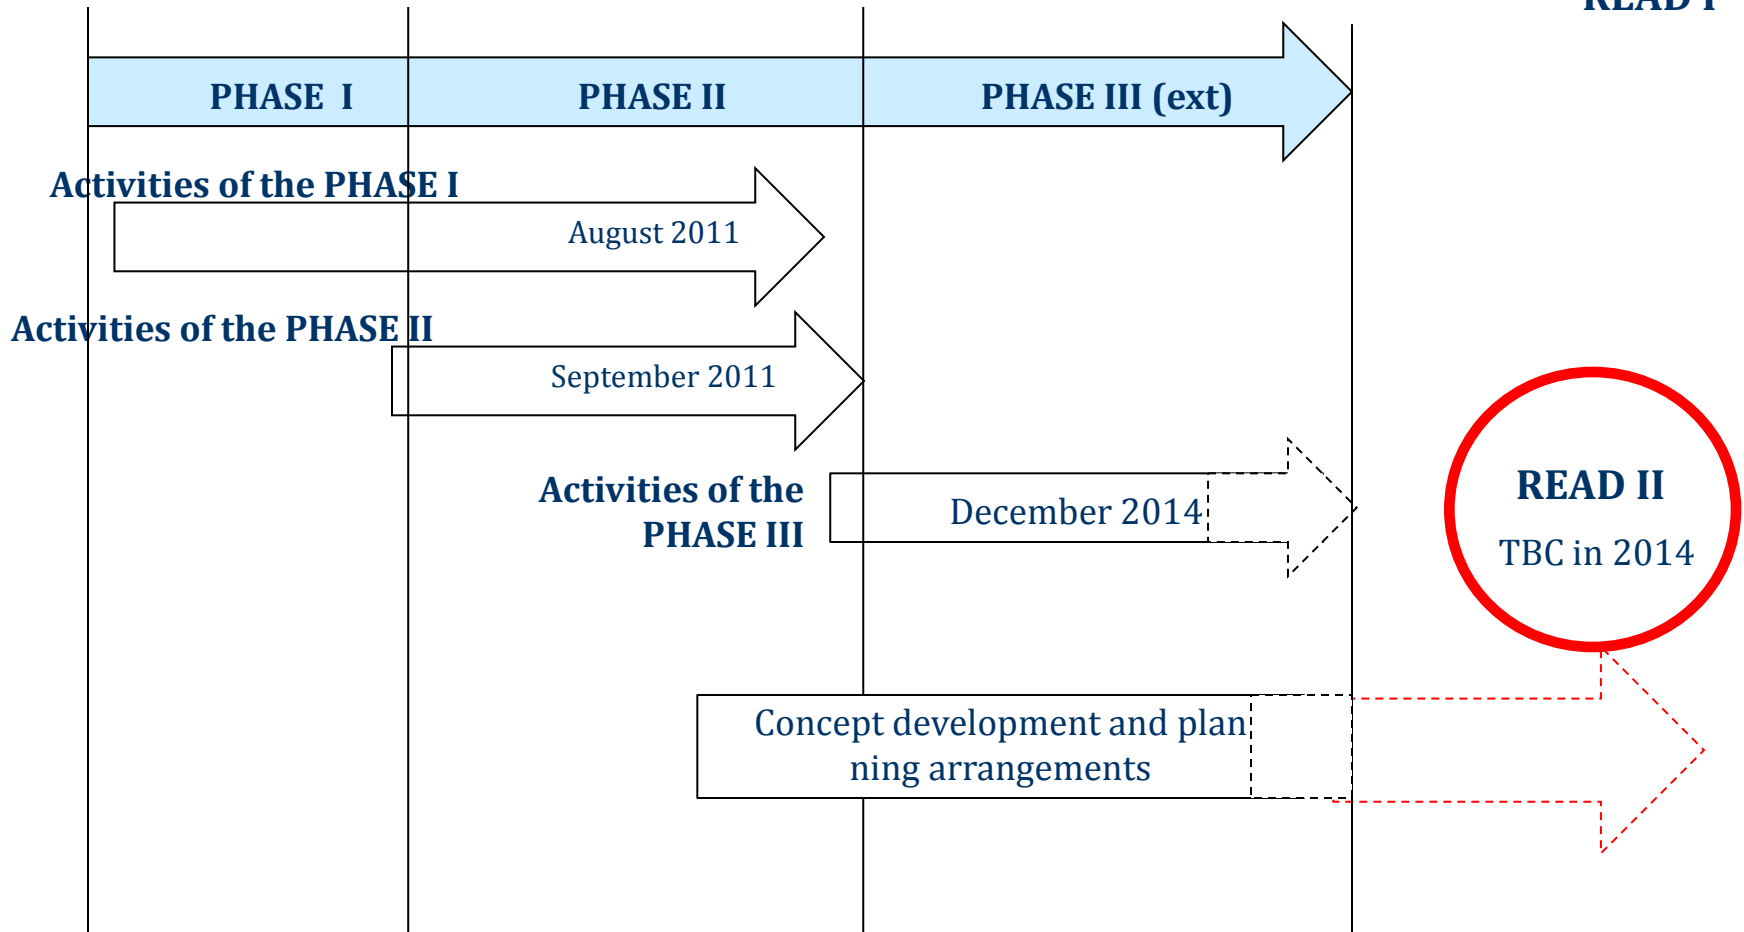 READ I
PHASE I
PHASE II
PHASE III (ext)
Activities of the PHASE I
August 2011
Activities of the PHASE II
September 2011
Activities of the
PHASE III
December 2014
READ II
TBC in 2014
Concept development and plan
ning arrangements